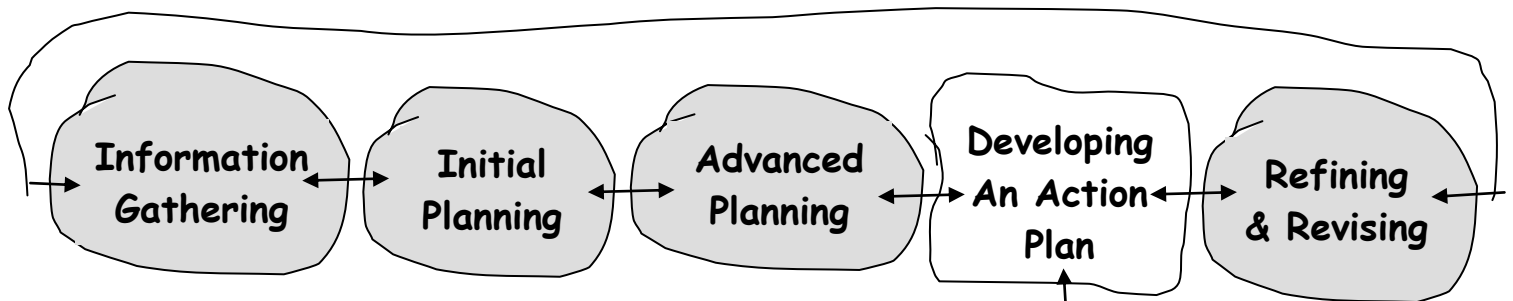 Information
Gathering
Initial
Planning
Advanced
Planning
Developing
An Action
Plan
Refining
& Revising